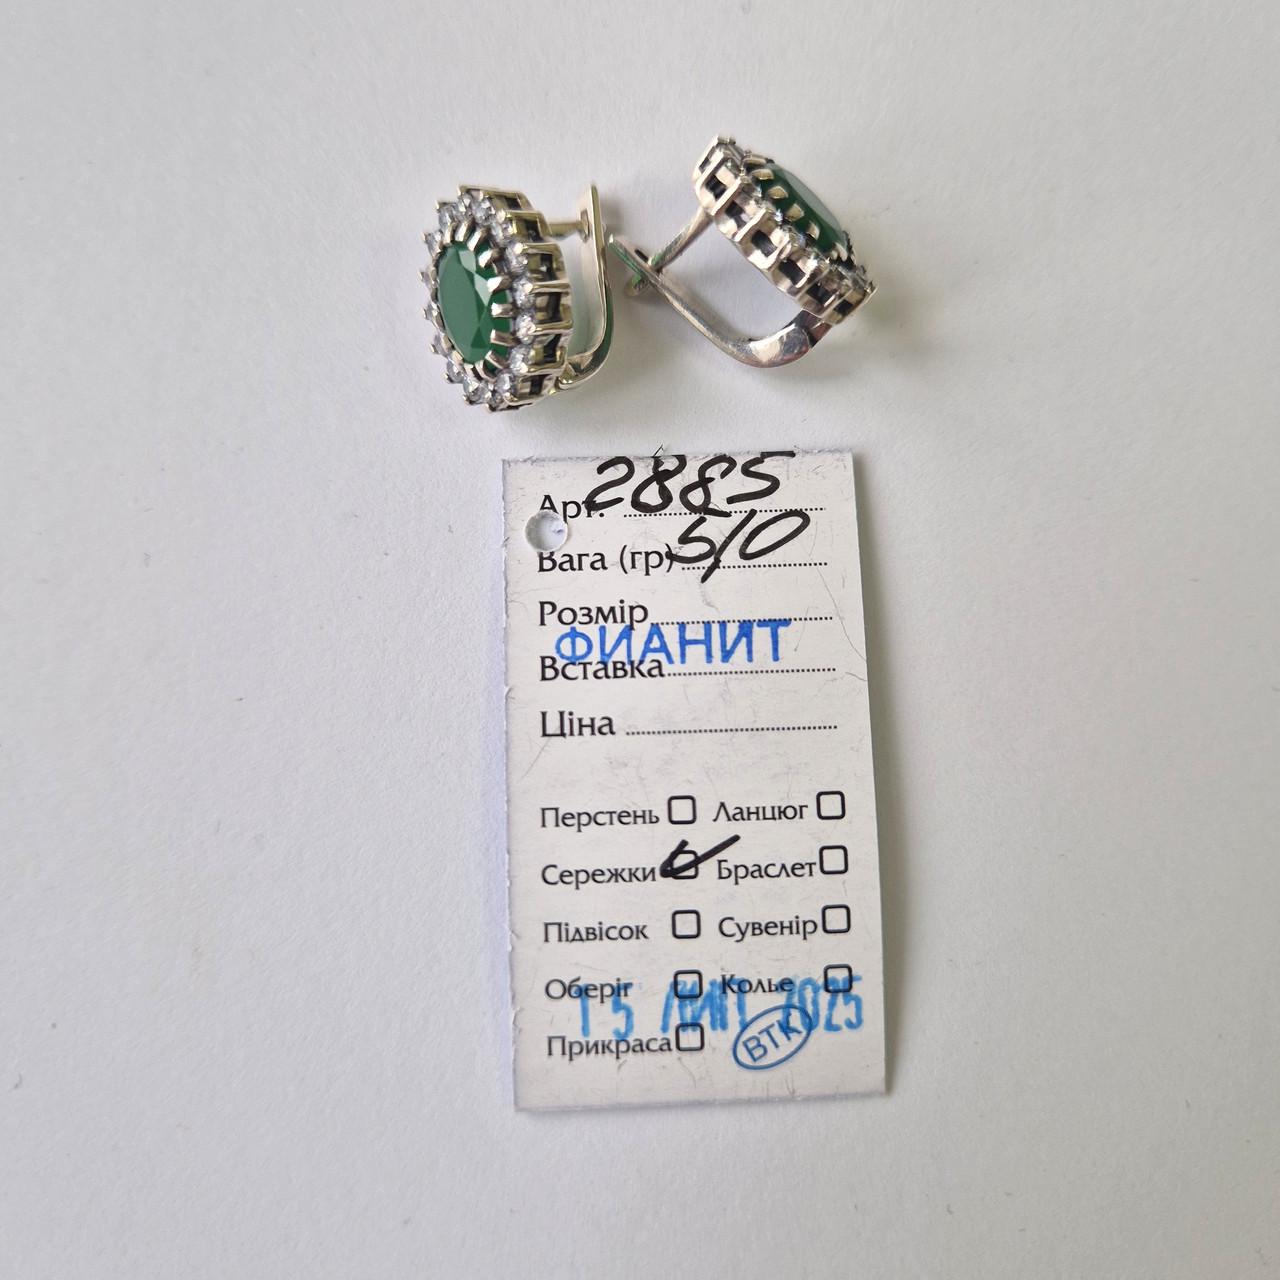 Арт. 2885
Вага (гр) 5,10
Розмір
ФИАНИТ
Вставка
Ціна
Перстень Ланцюг
Сережки Браслет
Підвісок Сувенір
Оберіг Кольє
15 ЛИП 2025
Прикраса ВТК